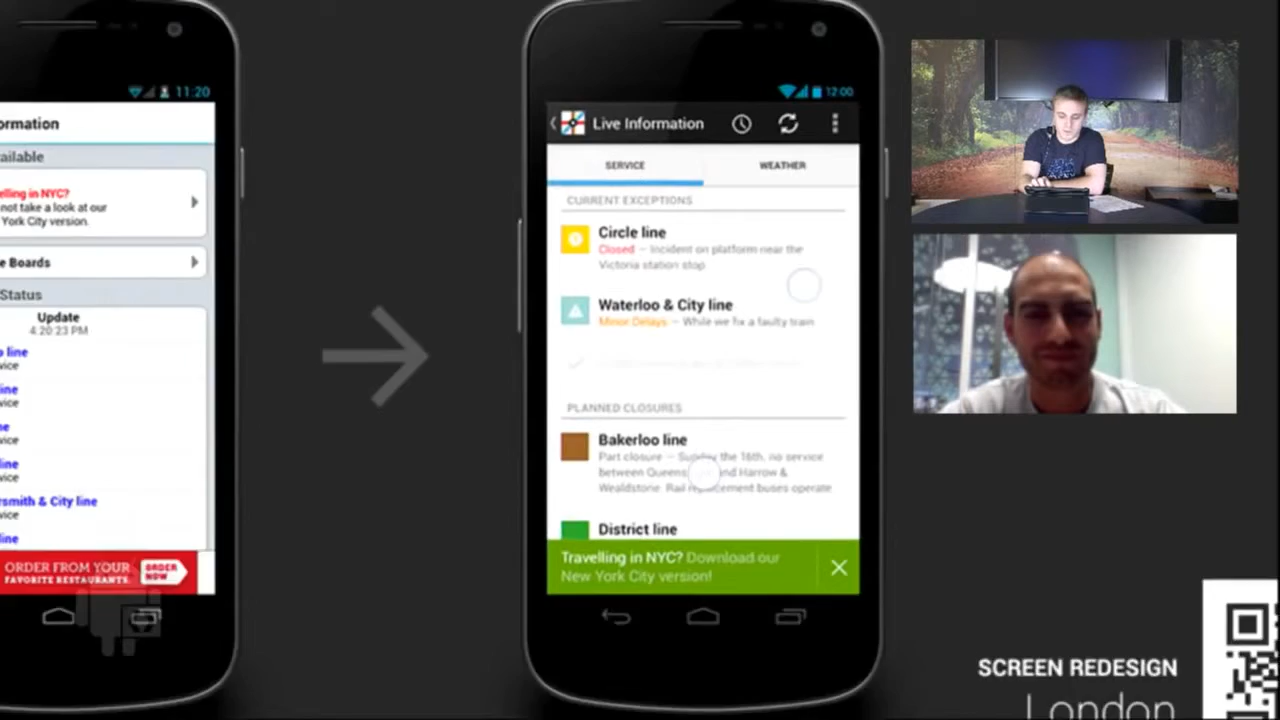 11:20
ormation
ailable
elling in NYC?
not take a look at our
York City version.
e Boards
Status
Update
4:20:23 PM
o line
vice
ine
vice
ne
vice
line
vice
rsmith & City line
vice
line
ORDER FROM YOUR
FAVORITE RESTAURANTS.
ORDER
NOW
12:00
Live Information
SERVICE
WEATHER
CURRENT EXCEPTIONS
Circle line
Closed – Incident on platform near the
Victoria station stop
Waterloo & City line
Minor Delays – While we fix a faulty train
PLANNED CLOSURES
Bakerloo line
Part closure – Sunday the 16th, no service
between Queens and Harrow &
Wealdstone. Rail replacement buses operate
District line
Travelling in NYC? Download our
New York City version!
SCREEN REDESIGN
London